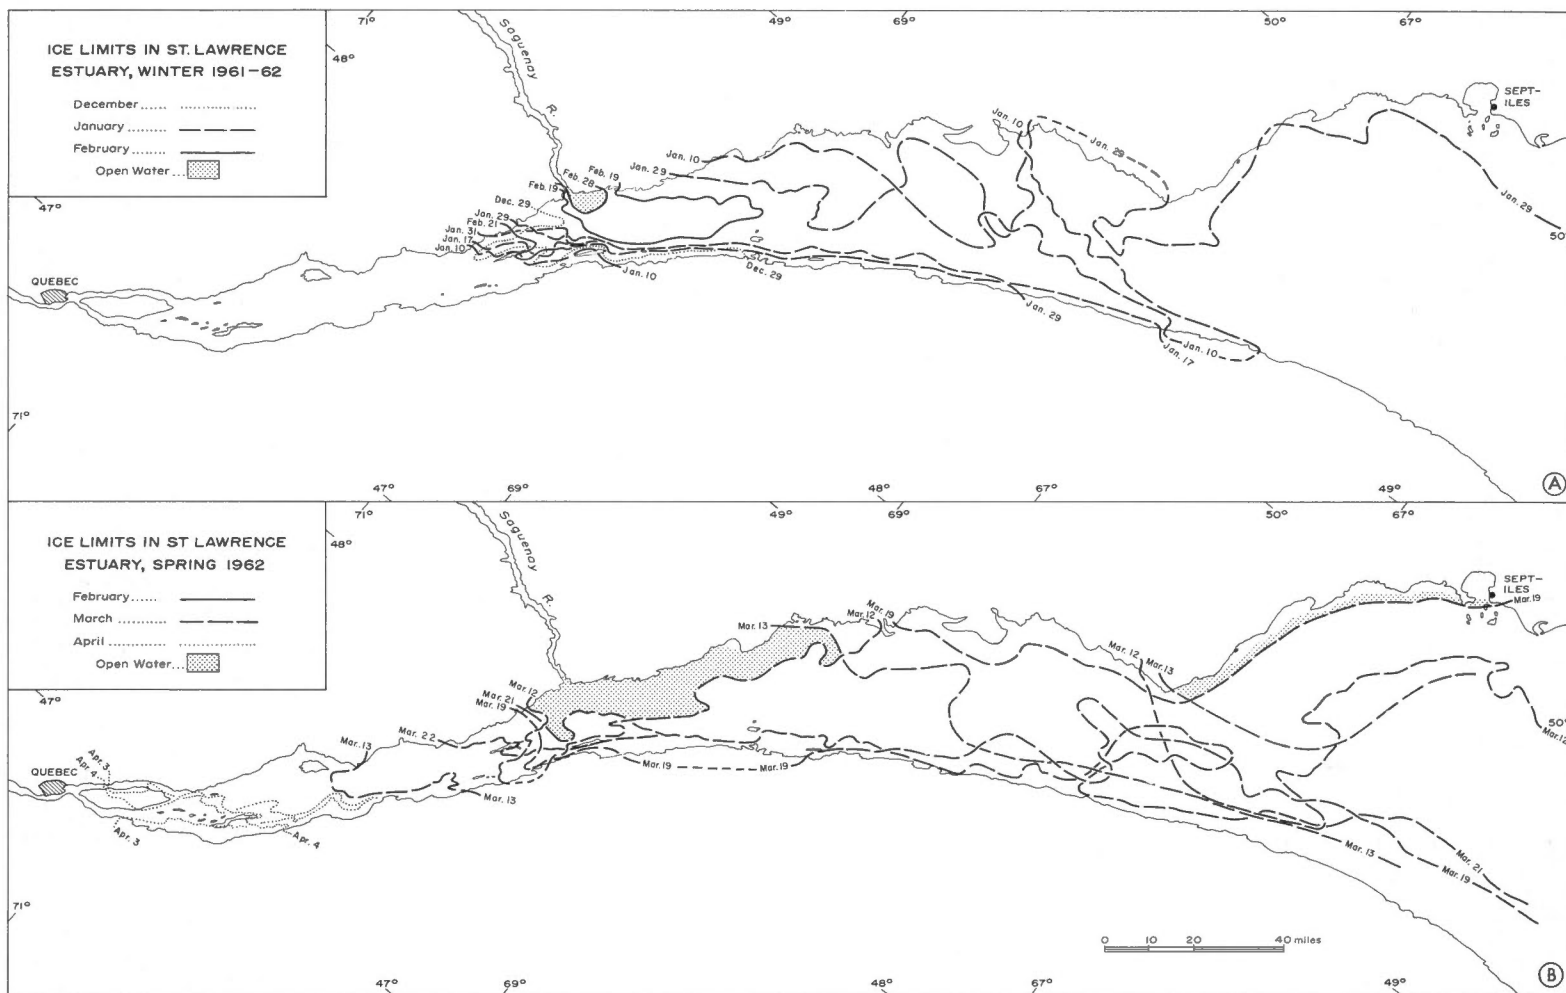 71°
49°
69°
50°
67°
ICE LIMITS IN ST. LAWRENCE
ESTUARY, WINTER 1961-62
December
January
February
Open Water
48°
Saguenay
R.
SEPT-
ILES
Jan. 10
Jan. 10
Jan. 29
Jan. 29
Feb. 19
Feb. 28
Feb. 19
47°
Dec. 29
Jan. 29
Feb. 21
Jan. 31
Jan. 17
Jan. 10
Jan. 29
50°
QUEBEC
Jan. 10
Dec. 29
Jan. 29
Jan. 10
Jan. 17
71°
A
47°
69°
48°
67°
49°
71°
49°
69°
50°
67°
ICE LIMITS IN ST LAWRENCE
ESTUARY, SPRING 1962
February
March
April
Open Water
48°
Saguenay
R.
SEPT-
ILES
Mar. 19
Mar. 13
Mar. 12
Mar. 19
Mar. 12
Mar. 13
47°
Mar. 12
Mar. 21
Mar. 19
50°
Mar. 12
Mar. 22
Mar. 13
Apr. 3
Apr. 4
QUEBEC
Mar. 19
Mar. 19
Mar. 13
Apr. 3
Apr. 4
Mar. 13
Mar. 21
Mar. 19
71°
0 10 20 40 miles
B
47°
69°
48°
67°
49°